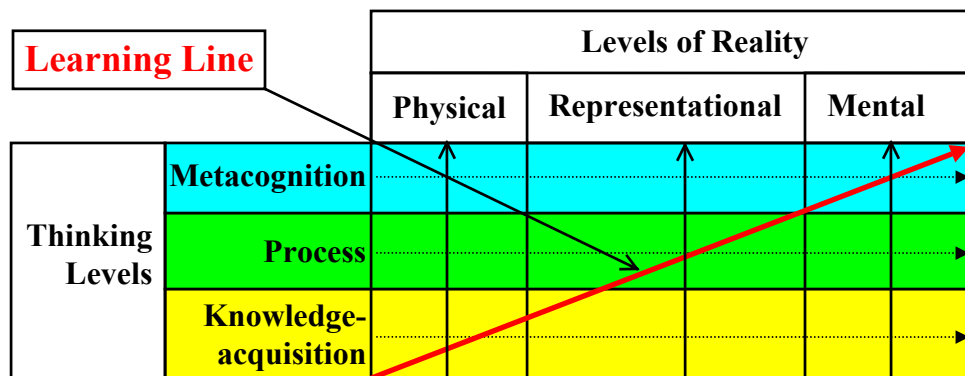 Learning Line
Levels of Reality
Physical
Representational
Mental
Thinking
Levels
Metacognition
Process
Knowledge-
acquisition